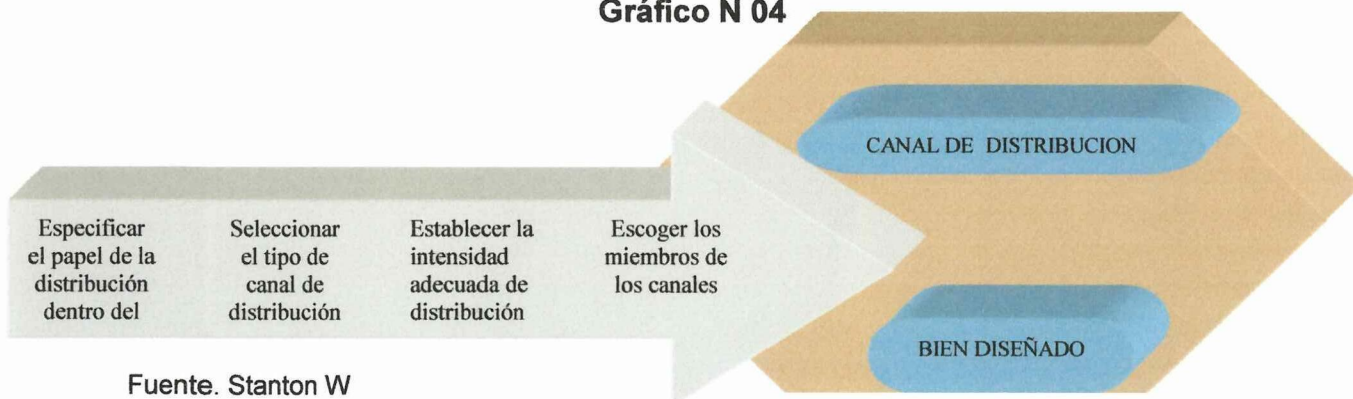 Gráfico N 04
CANAL DE DISTRIBUCION
Especificar
el papel de la
distribución
dentro del
Seleccionar
el tipo de
canal de
distribución
Establecer la
intensidad
adecuada de
distribución
Escoger los
miembros de
los canales
BIEN DISEÑADO
Fuente. Stanton W